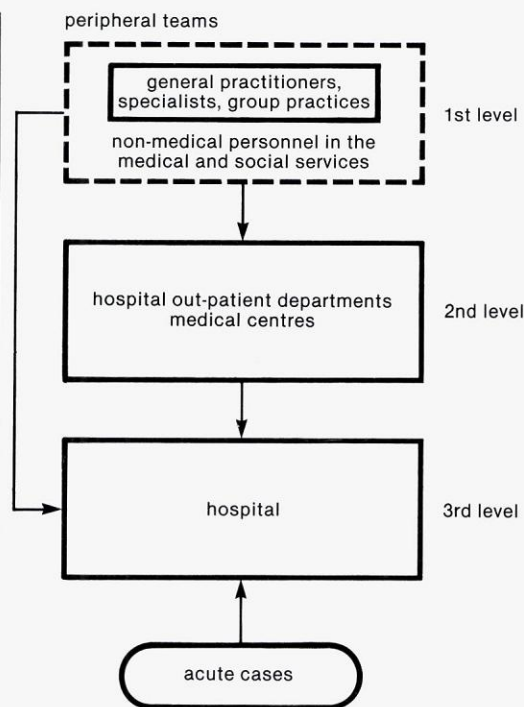 peripheral teams
general practitioners,
specialists, group practices
non-medical personnel in the
medical and social services
1st level
hospital out-patient departments
medical centres
2nd level
hospital
3rd level
acute cases